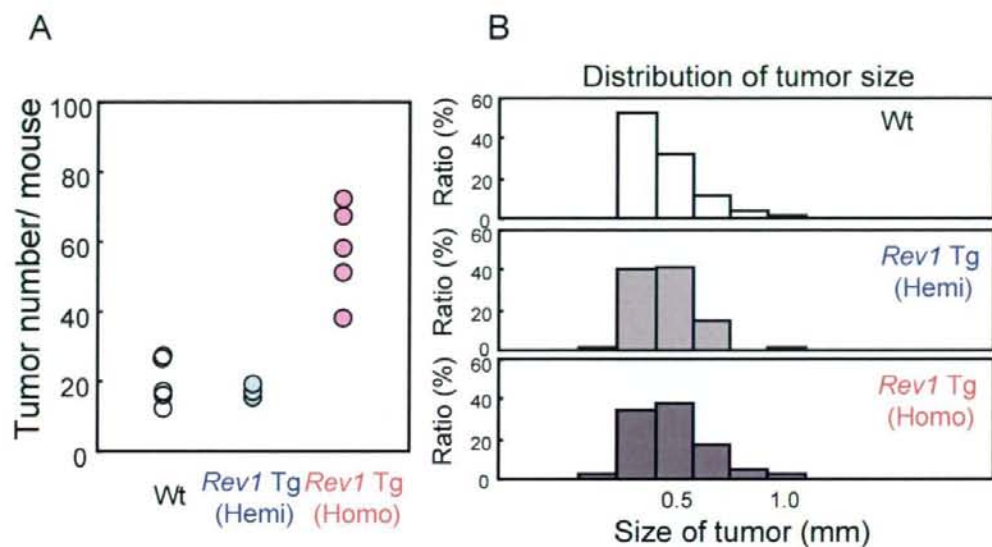 A
Tumor number/ mouse
100
80
60
40
20
0
Wt
Rev1 Tg
(Hemi)
Rev1 Tg
(Homo)
B
Distribution of tumor size
Ratio (%)
60
40
20
0
Wt
Ratio (%)
60
40
20
0
Rev1 Tg
(Hemi)
Ratio (%)
60
40
20
0
Rev1 Tg
(Homo)
0.5
1.0
Size of tumor (mm)